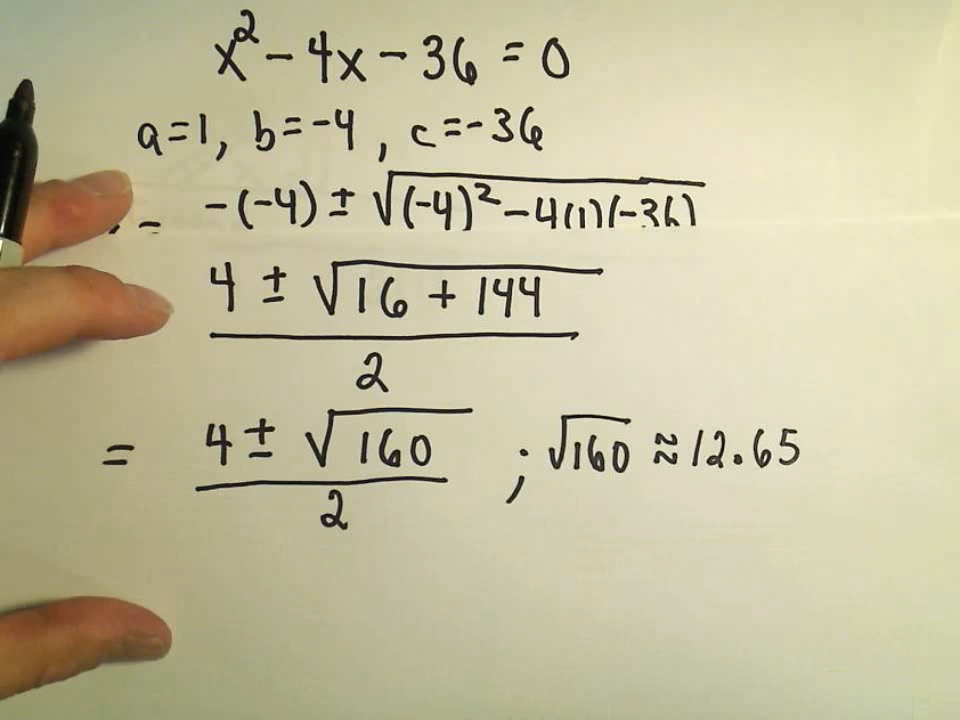 x² - 4x - 36 = 0
a=1, b=-4, c=-36
= -(-4) ± √(-4)² - 4(1)(-36)
4 ± √16 + 144
2
= 4 ± √160 ; √160 ≈ 12.65
2